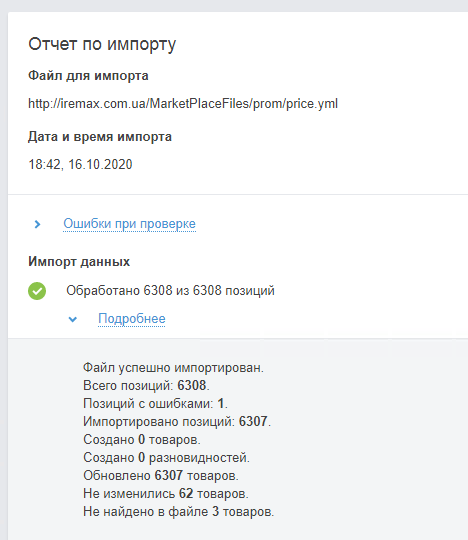 Отчет по импорту
Файл для импорта
http://iremax.com.ua/MarketPlaceFiles/prom/price.yml
Дата и время импорта
18:42, 16.10.2020
Ошибки при проверке
Импорт данных
Обработано 6308 из 6308 позиций
Подробнее
Файл успешно импортирован.
Всего позиций: 6308.
Позиций с ошибками: 1.
Импортировано позиций: 6307.
Создано 0 товаров.
Создано 0 разновидностей.
Обновлено 6307 товаров.
Не изменились 62 товаров.
Не найдено в файле 3 товаров.